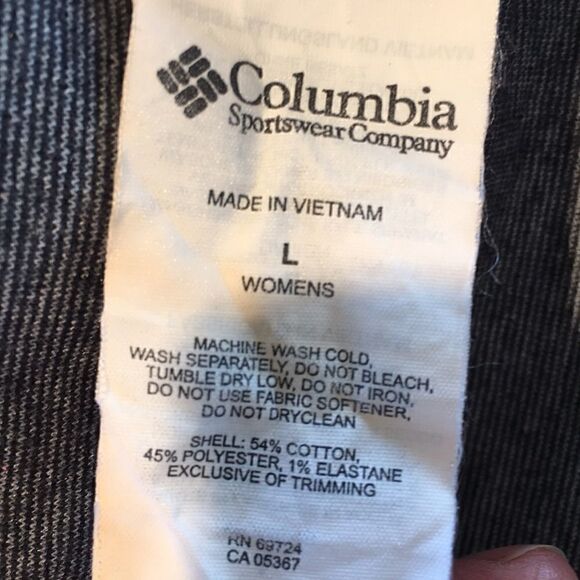 Columbia
Sportswear Company
MADE IN VIETNAM
L
WOMENS
MACHINE WASH COLD,
WASH SEPARATELY, DO NOT BLEACH,
TUMBLE DRY LOW, DO NOT IRON,
DO NOT USE FABRIC SOFTENER,
DO NOT DRYCLEAN
SHELL: 54% COTTON,
45% POLYESTER, 1% ELASTANE
EXCLUSIVE OF TRIMMING
RN 69724
CA 05367